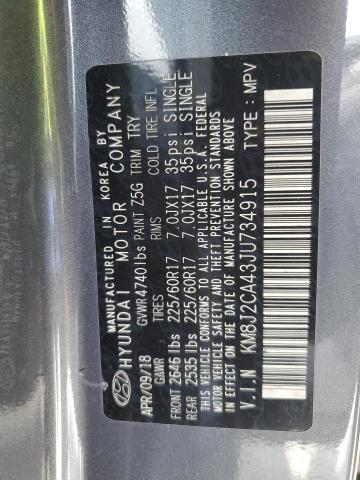 MANUFACTURED IN KOREA BY
HYUNDAI MOTOR COMPANY
APR/09/18 GVWR 4740lbs PAINT Z5G TRIM TRY
TIRES RIMS COLD TIRE INFL
FRONT 2646 lbs 225/60R17 7.0JX17 35psi SINGLE
REAR 2535 lbs 225/60R17 7.0JX17 35psi SINGLE
THIS VEHICLE CONFORMS TO ALL APPLICABLE U.S.A. FEDERAL
MOTOR VEHICLE SAFETY, BUMPER, AND THEFT PREVENTION STANDARDS
IN EFFECT ON THE DATE OF MANUFACTURE SHOWN ABOVE
V.I.N KM8J2CA43JU734915 TYPE : MPV